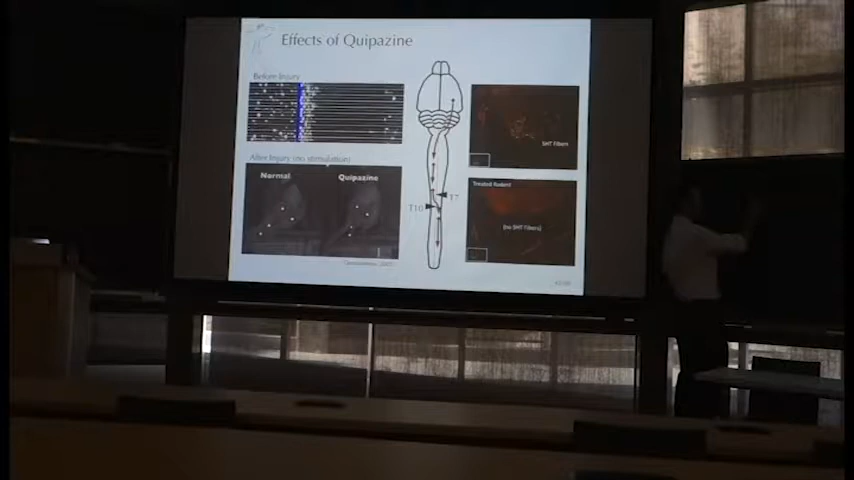 Effects of Quipazine
Before Injury
After Injury (no stimulation)
Normal
Quipazine
T7
T10
5HT Fibers
Treated Rodent
[no 5HT Fibers]